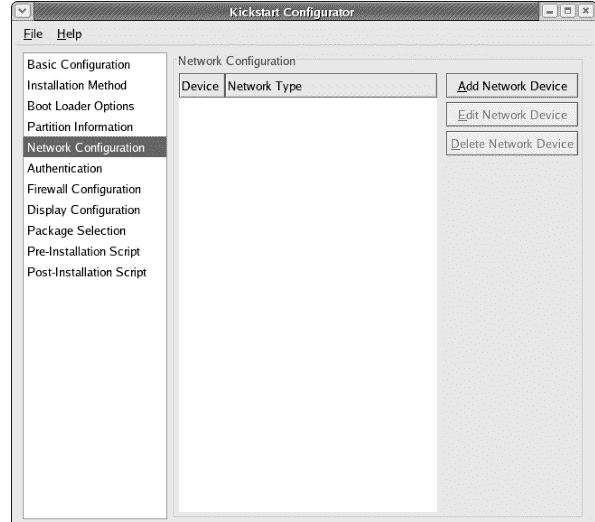 Kickstart Configurator
File Help
Basic Configuration
Installation Method
Boot Loader Options
Partition Information
Network Configuration
Authentication
Firewall Configuration
Display Configuration
Package Selection
Pre-Installation Script
Post-Installation Script
Network Configuration
Device Network Type
Add Network Device
Edit Network Device
Delete Network Device